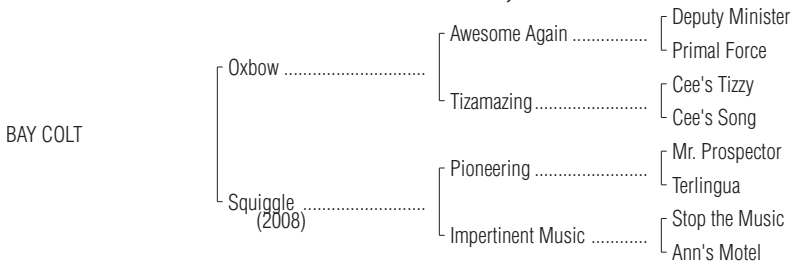 Deputy Minister
Awesome Again ................
Primal Force
Oxbow ..............................
Cee's Tizzy
Tizamazing........................
Cee's Song
BAY COLT
Mr. Prospector
Pioneering ........................
Terlingua
Squiggle ..........................
(2008)
Stop the Music
Impertinent Music ............
Ann's Motel